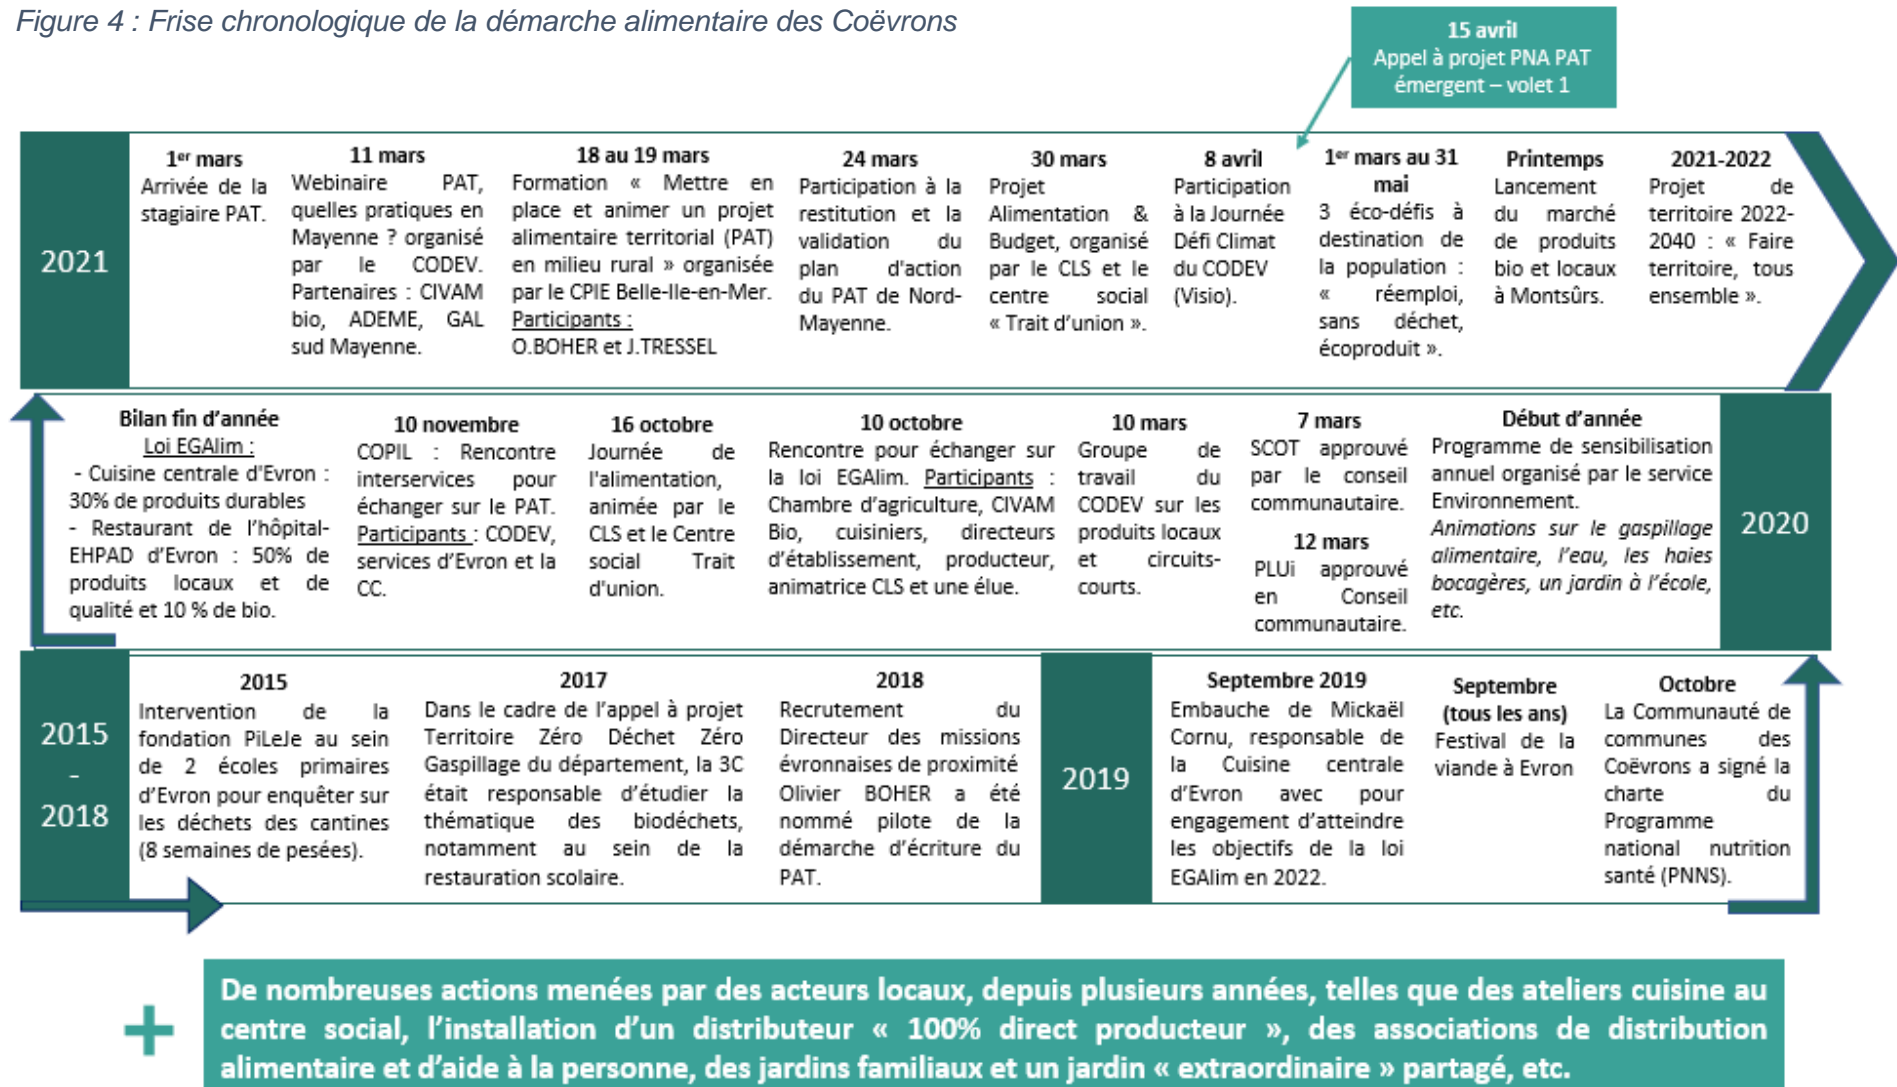 Figure 4 : Frise chronologique de la démarche alimentaire des Coëvrons
15 avril
Appel à projet PNA PAT
émergent – volet 1
2021
1er mars
Arrivée de la
stagiaire PAT.
11 mars
Webinaire PAT,
quelles pratiques en
Mayenne ? organisé
par le CODEV.
Partenaires : CIVAM
bio, ADEME, GAL
sud Mayenne.
18 au 19 mars
Formation « Mettre en
place et animer un projet
alimentaire territorial (PAT)
en milieu rural » organisée
par le CPIE Belle-Ile-en-Mer.
Participants :
O.BOHER et J.TRESSEL
24 mars
Participation à la
restitution et la
validation du
plan d'action
du PAT de Nord-
Mayenne.
30 mars
Projet
Alimentation &
Budget, organisé
par le CLS et le
centre social
« Trait d'union ».
8 avril
Participation
à la Journée
Défi Climat
du CODEV
(Visio).
1er mars au 31
mai
3 éco-défis à
destination de
la population :
« réemploi,
sans déchet,
écoproduit ».
Printemps
Lancement
du marché
de produits
bio et locaux
à Montsûrs.
2021-2022
Projet de
territoire 2022-
2040 : « Faire
territoire, tous
ensemble ».
Bilan fin d'année
Loi EGAlim :
- Cuisine centrale d'Evron :
30% de produits durables
- Restaurant de l'hôpital-
EHPAD d'Evron : 50% de
produits locaux et de
qualité et 10 % de bio.
10 novembre
COPIL : Rencontre
interservices pour
échanger sur le PAT.
Participants : CODEV,
services d'Evron et la
CC.
16 octobre
Journée de
l'alimentation,
animée par le
CLS et le Centre
social Trait
d'union.
10 octobre
Rencontre pour échanger sur
la loi EGAlim. Participants :
Chambre d'agriculture, CIVAM
Bio, cuisiniers, directeurs
d'établissement, producteur,
animatrice CLS et une élue.
10 mars
Groupe de
travail du
CODEV sur les
produits locaux
et circuits-
courts.
7 mars
SCOT approuvé
par le conseil
communautaire.
12 mars
PLUi approuvé
en Conseil
communautaire.
Début d'année
Programme de sensibilisation
annuel organisé par le service
Environnement.
Animations sur le gaspillage
alimentaire, l'eau, les haies
bocagères, un jardin à l'école,
etc.
2020
2015
-
2018
2015
Intervention de la
fondation PiLeJe au sein
de 2 écoles primaires
d'Evron pour enquêter sur
les déchets des cantines
(8 semaines de pesées).
2017
Dans le cadre de l'appel à projet
Territoire Zéro Déchet Zéro
Gaspillage du département, la 3C
était responsable d'étudier la
thématique des biodéchets,
notamment au sein de la
restauration scolaire.
2018
Recrutement du
Directeur des missions
évronnaises de proximité
Olivier BOHER a été
nommé pilote de la
démarche d'écriture du
PAT.
2019
Septembre 2019
Embauche de Mickaël
Cornu, responsable de
la Cuisine centrale
d'Evron avec pour
engagement d'atteindre
les objectifs de la loi
EGAlim en 2022.
Septembre
(tous les ans)
Festival de la
viande à Evron
Octobre
La Communauté de
communes des
Coëvrons a signé la
charte du
Programme
national nutrition
santé (PNNS).
+
De nombreuses actions menées par des acteurs locaux, depuis plusieurs années, telles que des ateliers cuisine au
centre social, l'installation d'un distributeur « 100% direct producteur », des associations de distribution
alimentaire et d'aide à la personne, des jardins familiaux et un jardin « extraordinaire » partagé, etc.